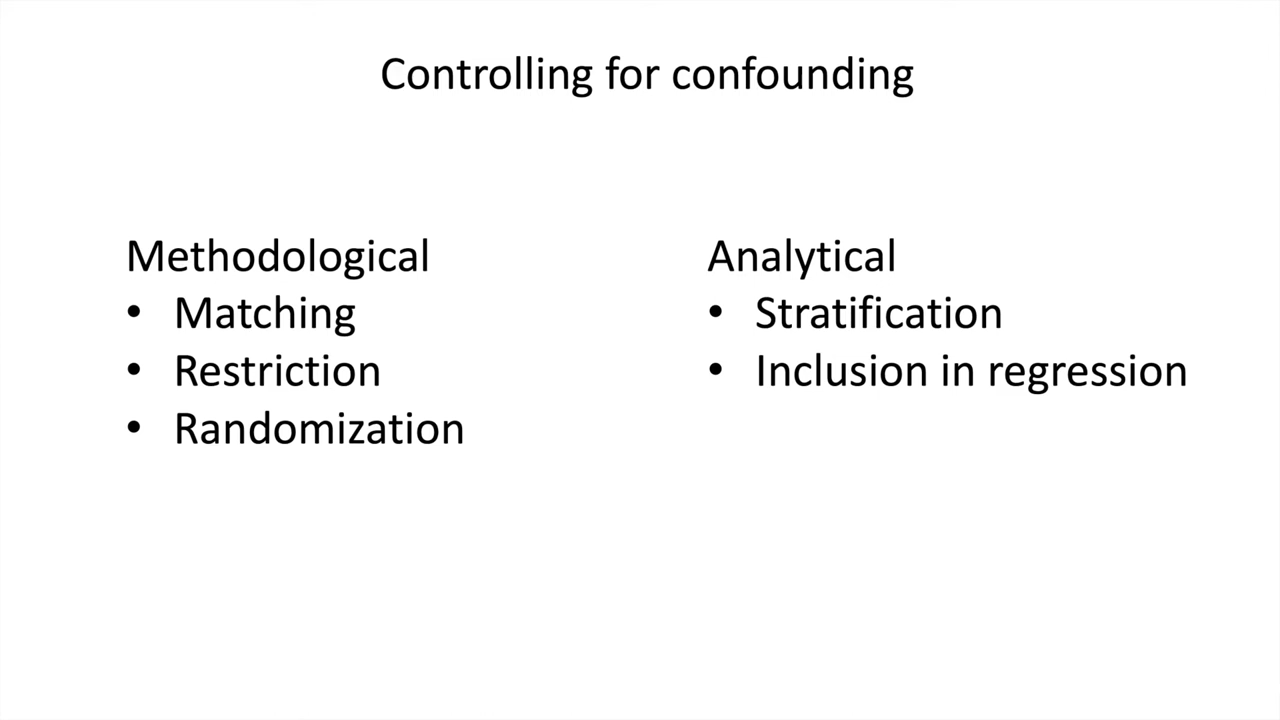 Controlling for confounding
Methodological
• Matching
• Restriction
• Randomization
Analytical
• Stratification
• Inclusion in regression